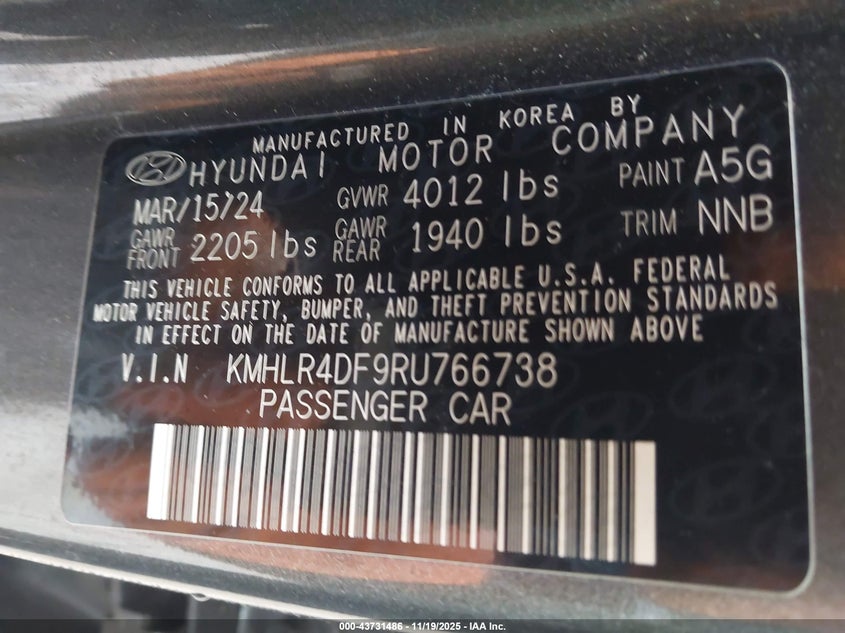 MANUFACTURED IN KOREA BY
HYUNDAI MOTOR COMPANY
MAR/15/24 GVWR 4012 lbs PAINT A5G
GAWR FRONT 2205 lbs GAWR REAR 1940 lbs TRIM NNB
THIS VEHICLE CONFORMS TO ALL APPLICABLE U.S.A. FEDERAL
MOTOR VEHICLE SAFETY, BUMPER, AND THEFT PREVENTION STANDARDS
IN EFFECT ON THE DATE OF MANUFACTURE SHOWN ABOVE
V.I.N KMHLR4DF9RU766738
PASSENGER CAR
000-43731486 - 11/19/2025 - IAA Inc.